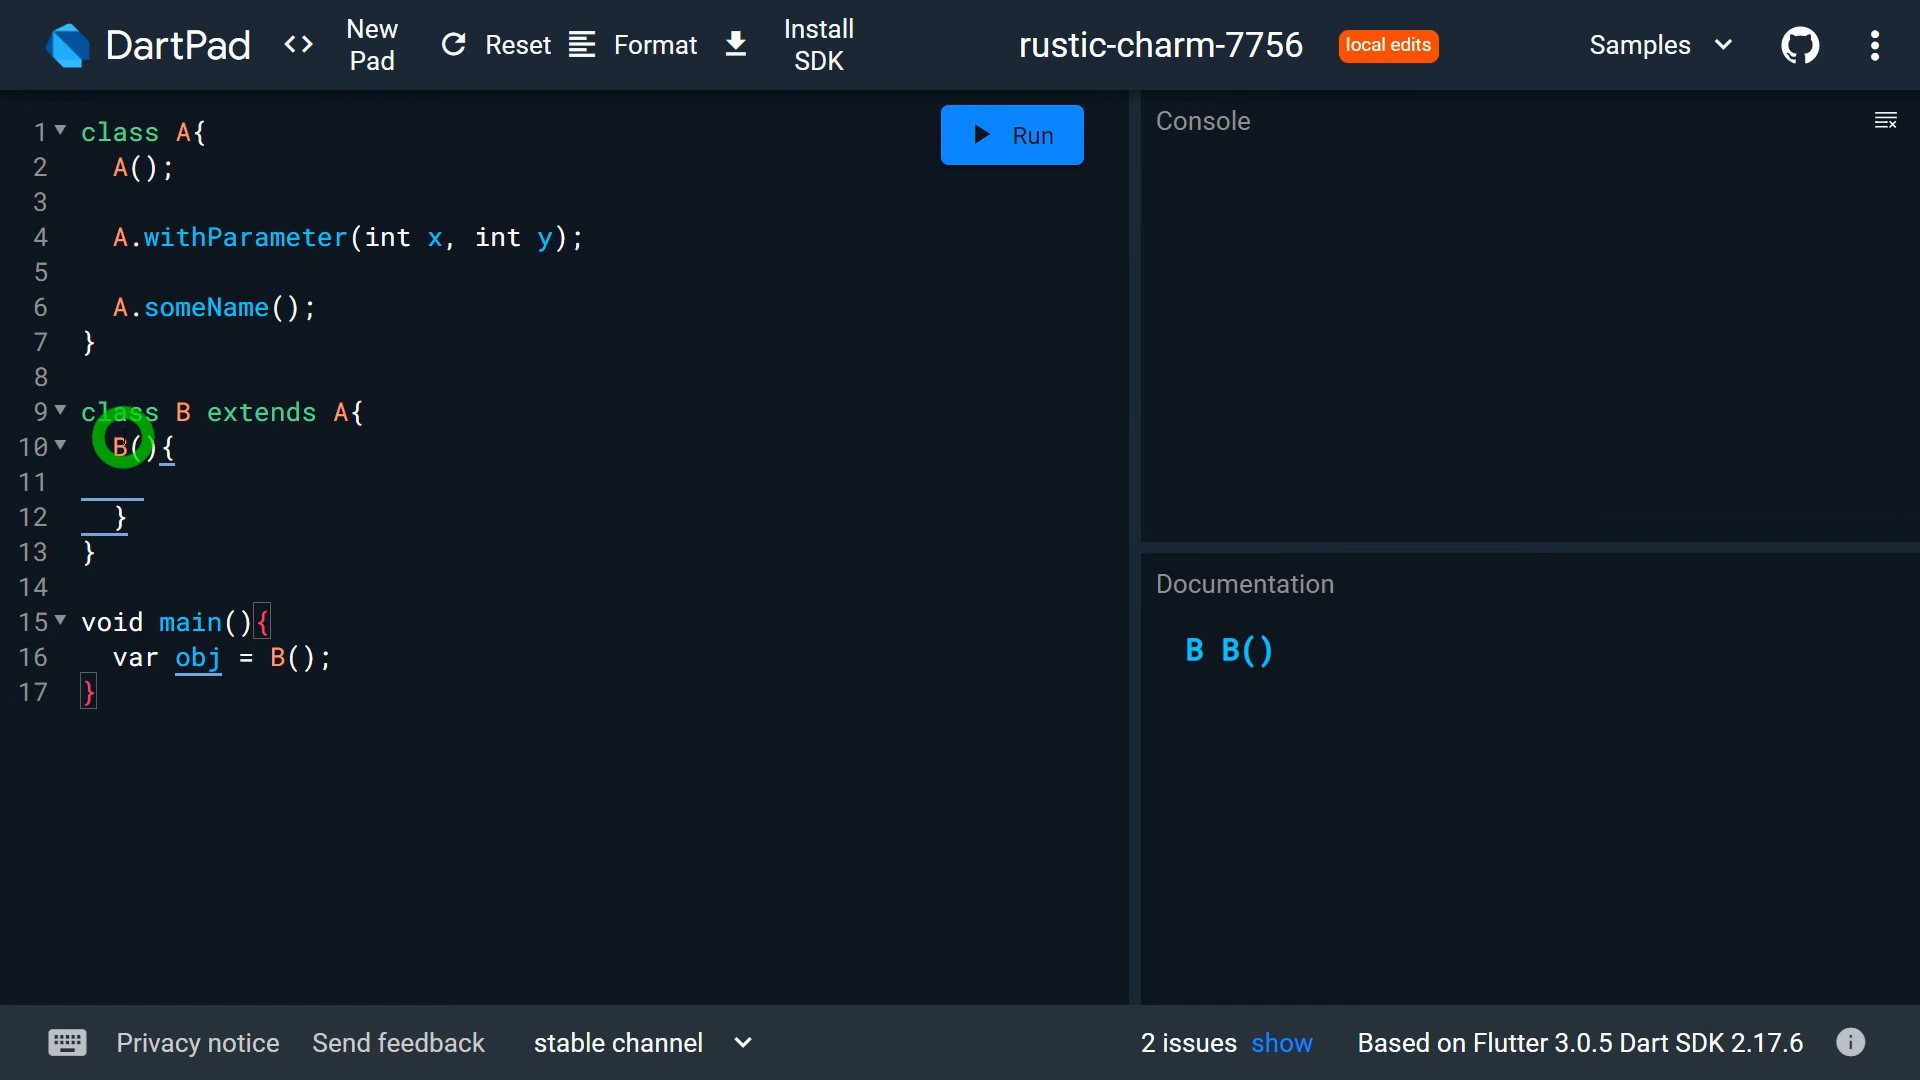 DartPad <> New Pad Reset Format Install SDK rustic-charm-7756 local edits Samples
Run
1 class A{
2 A();
3
4 A.withParameter(int x, int y);
5
6 A.someName();
7 }
8
9 class B extends A{
10 B(){
11
12 }
13 }
14
15 void main(){
16 var obj = B();
17 }
Console
Documentation
B B()
Privacy notice Send feedback stable channel 2 issues show Based on Flutter 3.0.5 Dart SDK 2.17.6